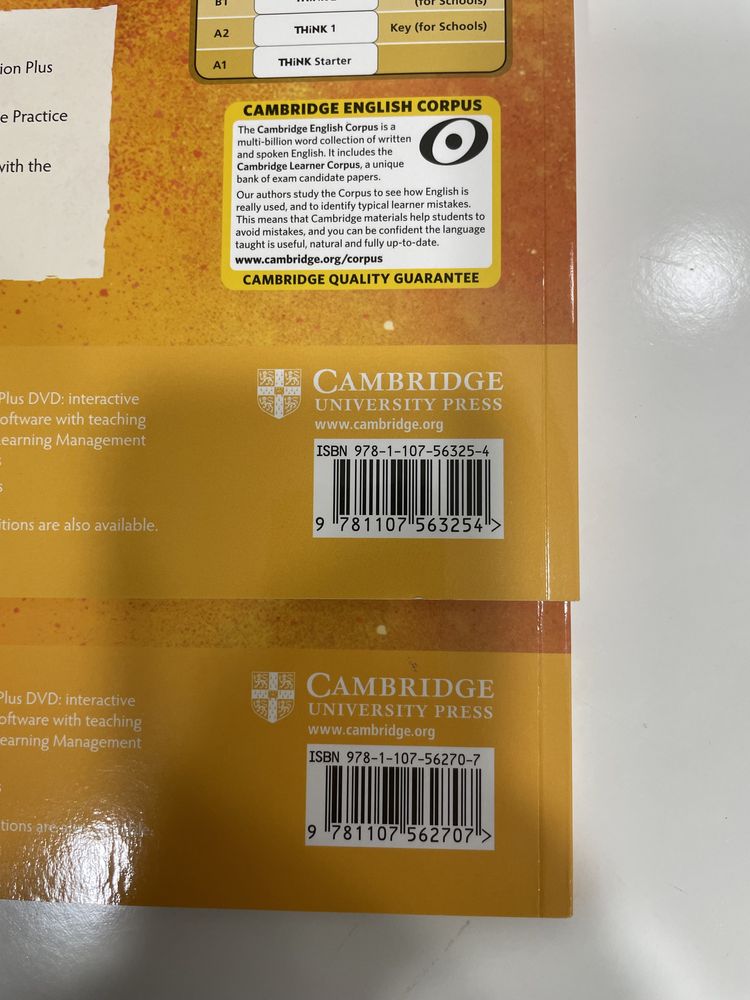 B1
(for Schools)
A2 THiNK 1 Key (for Schools)
A1 THiNK Starter
ion Plus
e Practice
with the
CAMBRIDGE ENGLISH CORPUS
The Cambridge English Corpus is a
multi-billion word collection of written
and spoken English. It includes the
Cambridge Learner Corpus, a unique
bank of exam candidate papers.
Our authors study the Corpus to see how English is
really used, and to identify typical learner mistakes.
This means that Cambridge materials help students to
avoid mistakes, and you can be confident the language
taught is useful, natural and fully up-to-date.
www.cambridge.org/corpus
CAMBRIDGE QUALITY GUARANTEE
Plus DVD: interactive
oftware with teaching
earning Management
s
s
itions are also available.
CAMBRIDGE
UNIVERSITY PRESS
www.cambridge.org
ISBN 978-1-107-56325-4
9 781107 563254 >
Plus DVD: interactive
oftware with teaching
earning Management
s
tions are
CAMBRIDGE
UNIVERSITY PRESS
www.cambridge.org
ISBN 978-1-107-56270-7
9 781107 562707 >